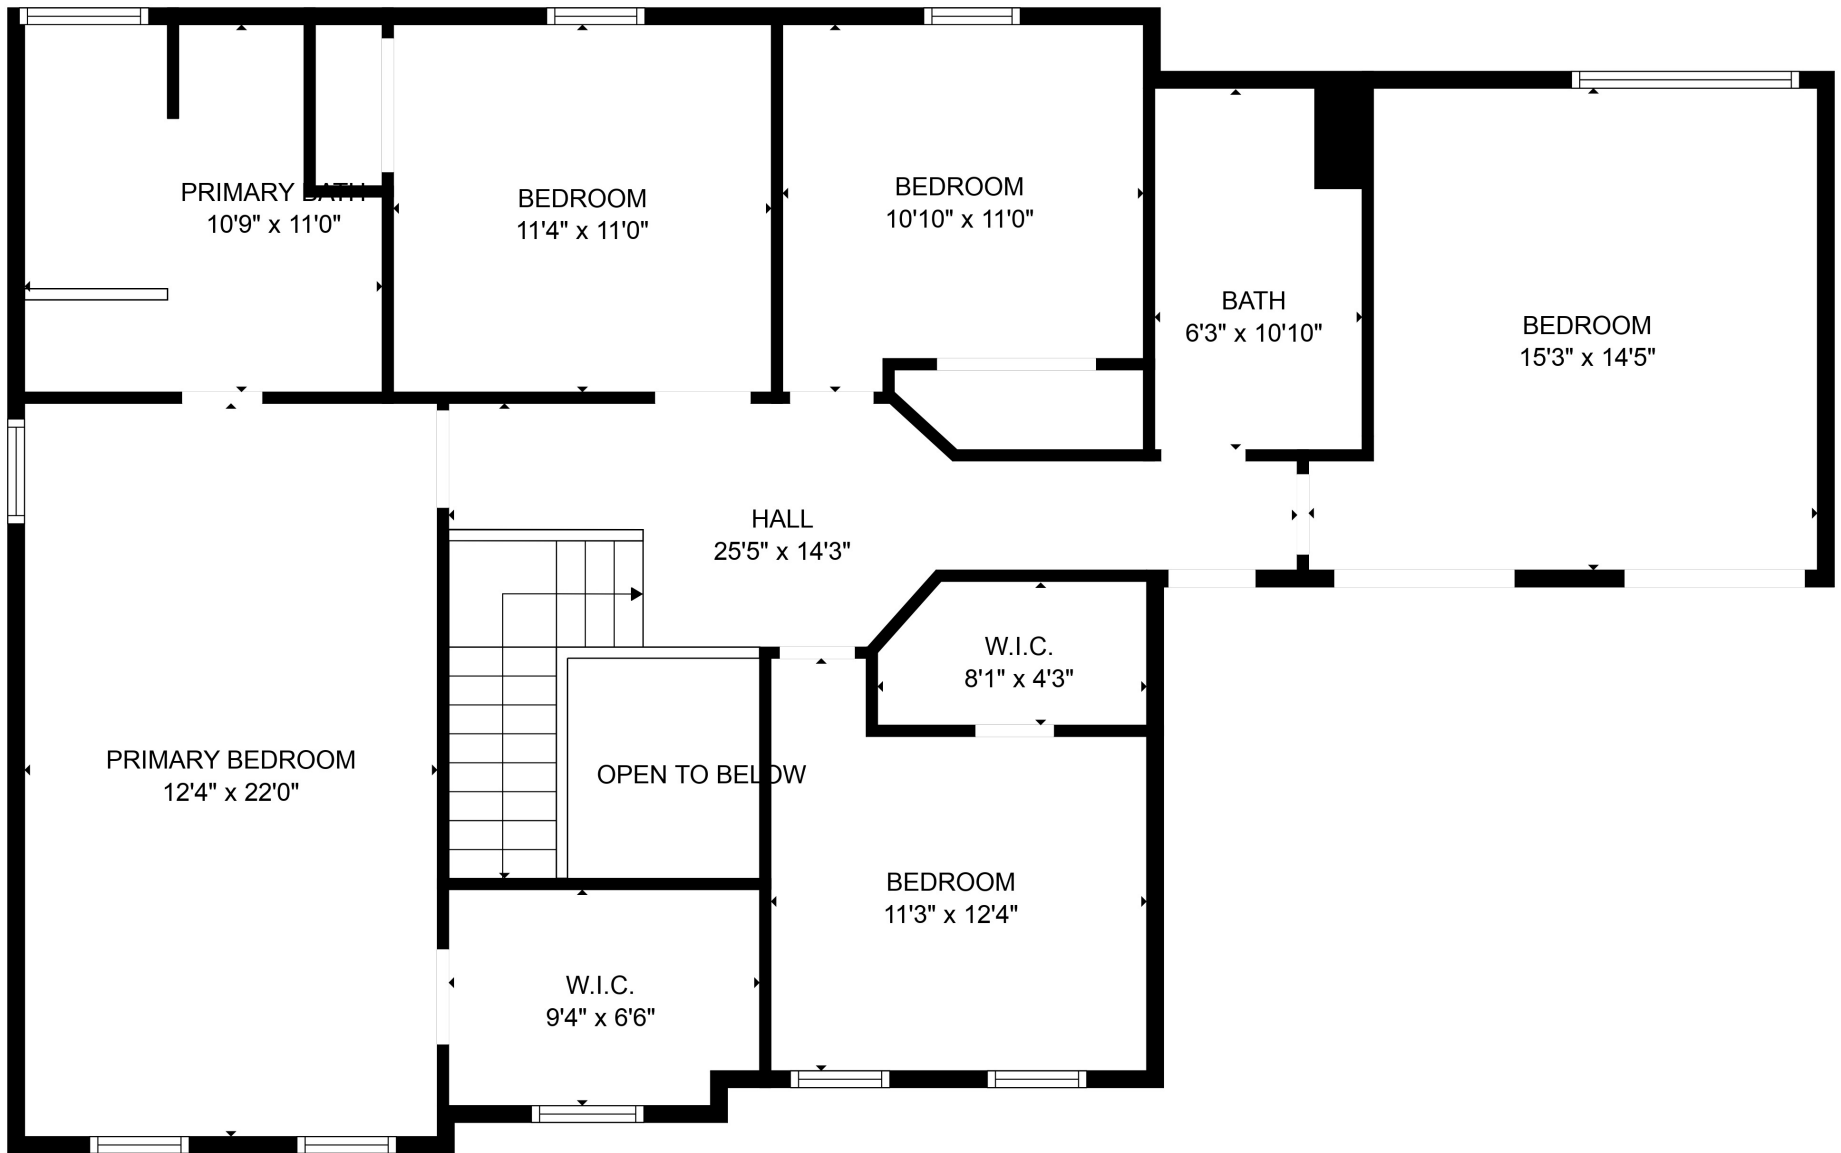 PRIMARY BATH
10'9" x 11'0"
BEDROOM
11'4" x 11'0"
BEDROOM
10'10" x 11'0"
BATH
6'3" x 10'10"
BEDROOM
15'3" x 14'5"
HALL
25'5" x 14'3"
W.I.C.
8'1" x 4'3"
PRIMARY BEDROOM
12'4" x 22'0"
OPEN TO BELOW
BEDROOM
11'3" x 12'4"
W.I.C.
9'4" x 6'6"